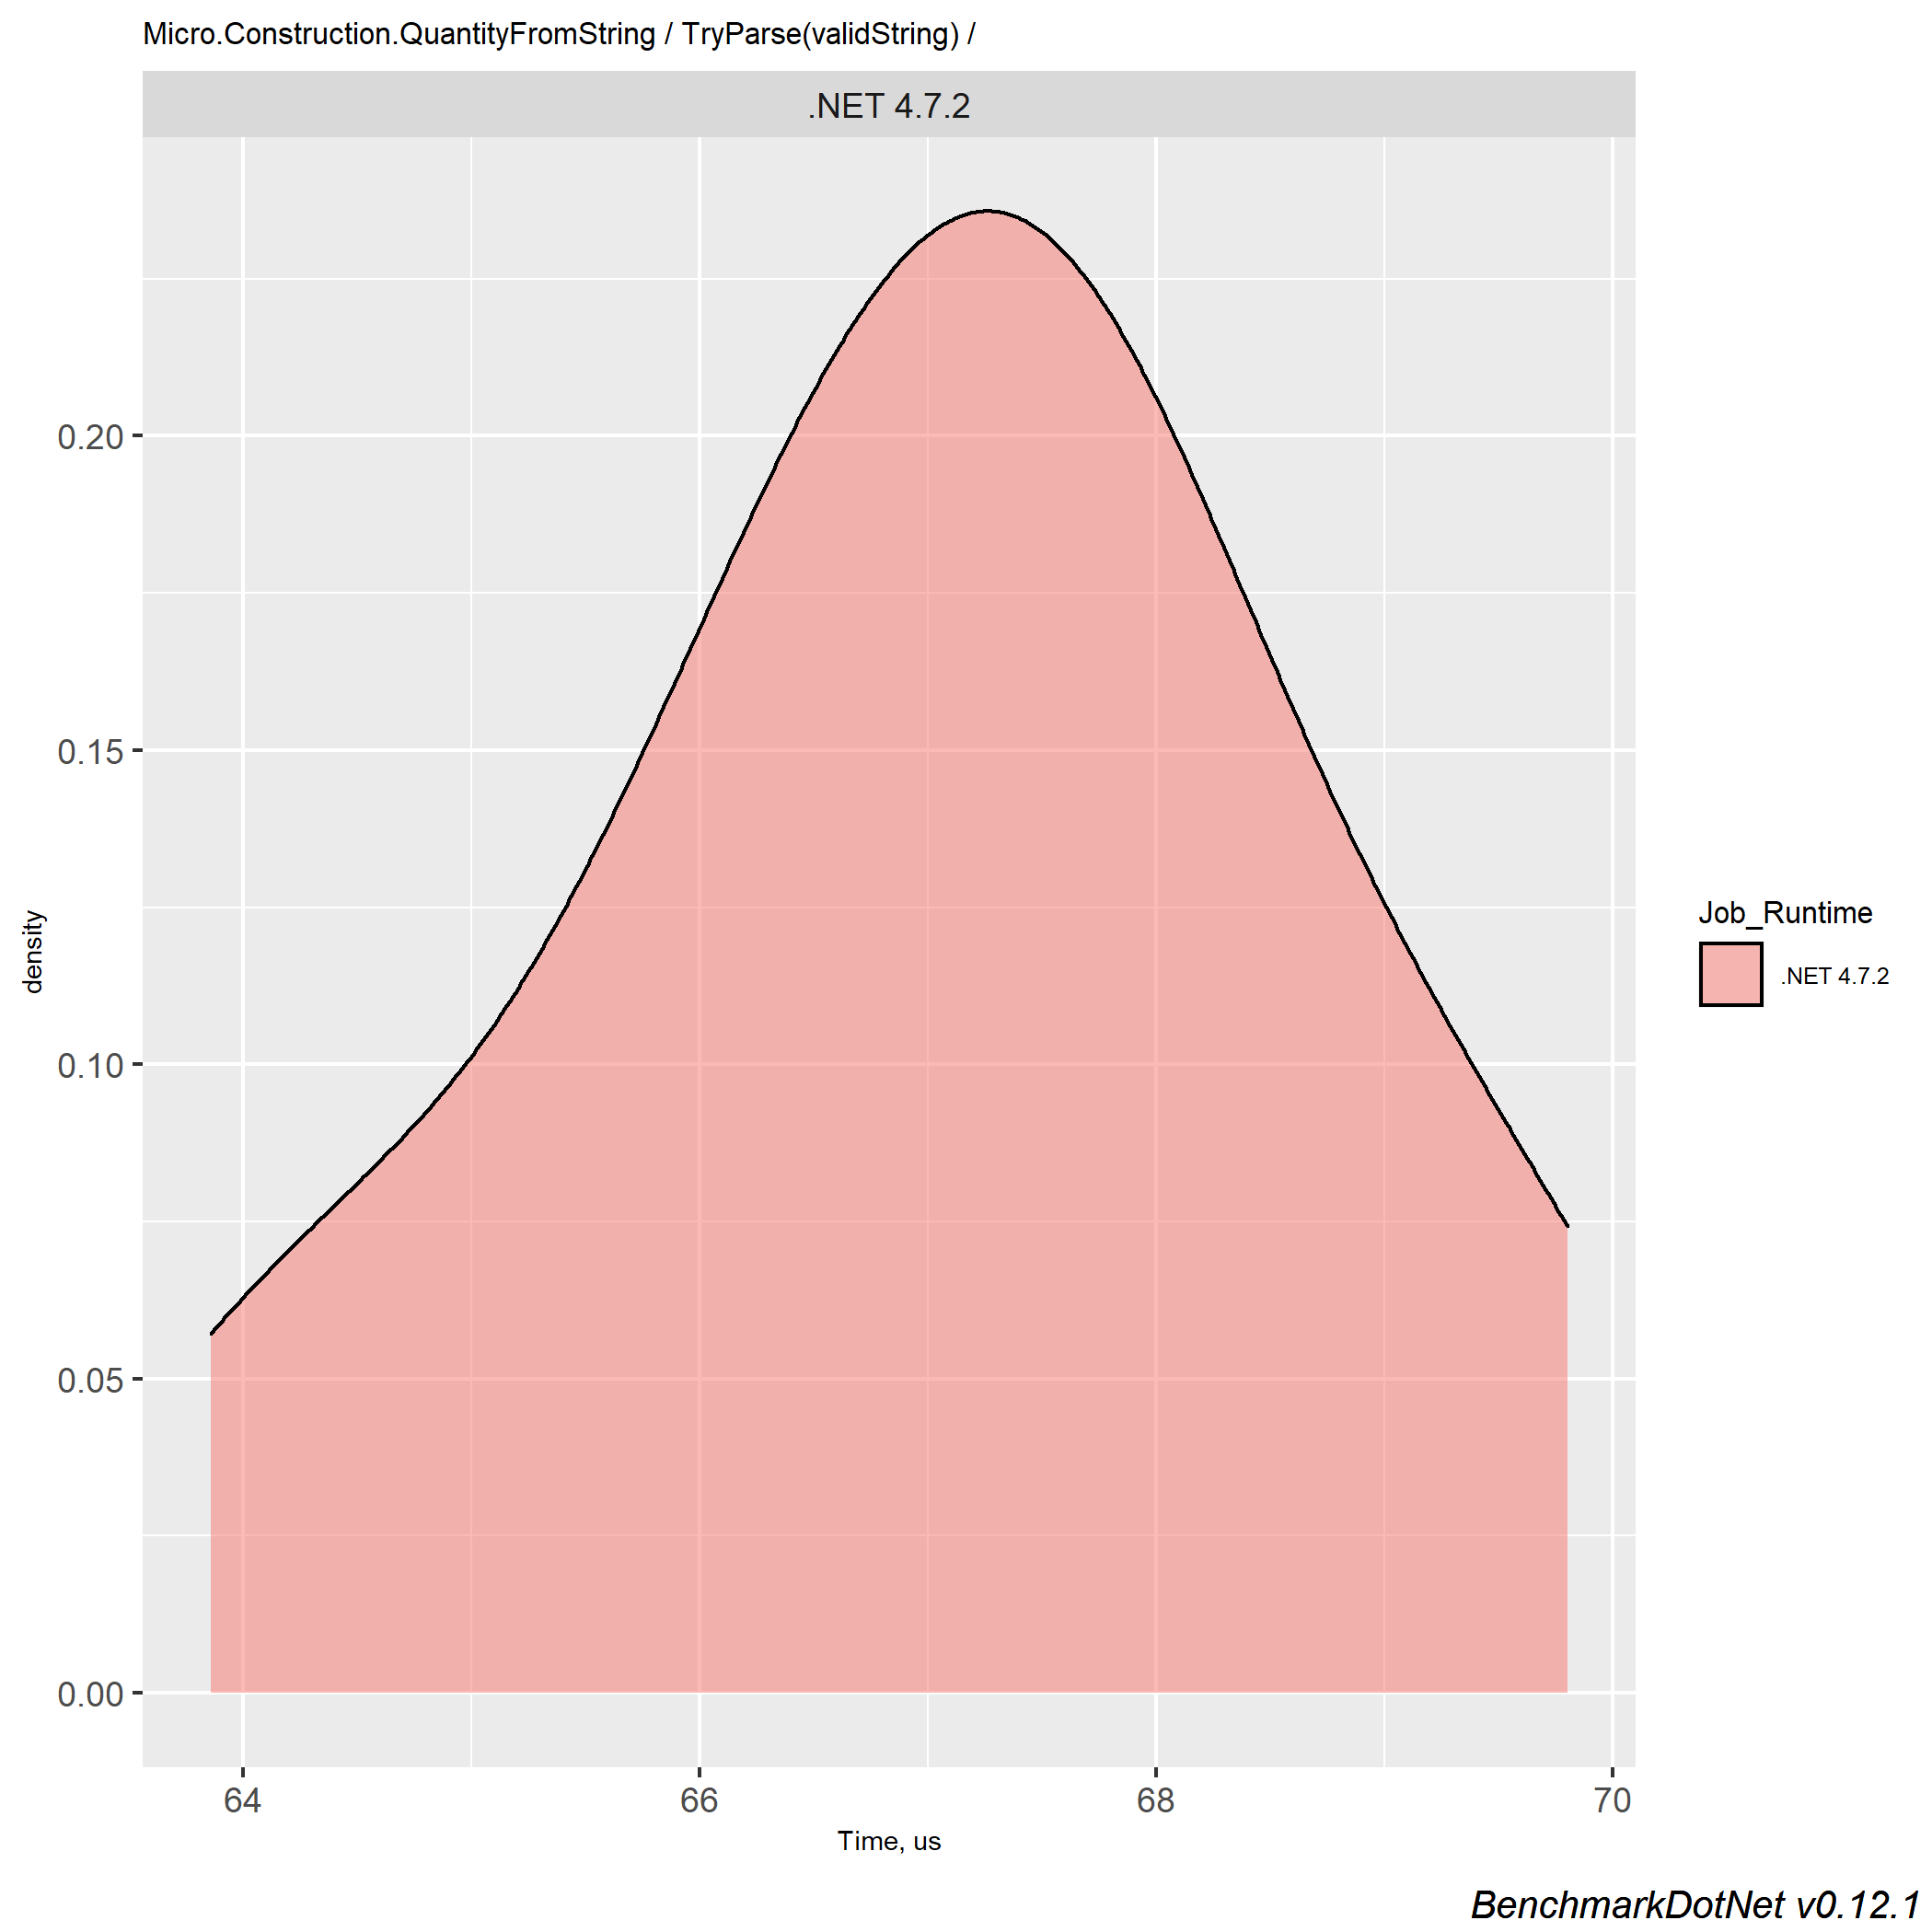 Micro.Construction.QuantityFromString / TryParse(validString) /
.NET 4.7.2
0.20
0.15
0.10
0.05
0.00
density
64 66 68 70
Time, us
Job_Runtime
.NET 4.7.2
BenchmarkDotNet v0.12.1